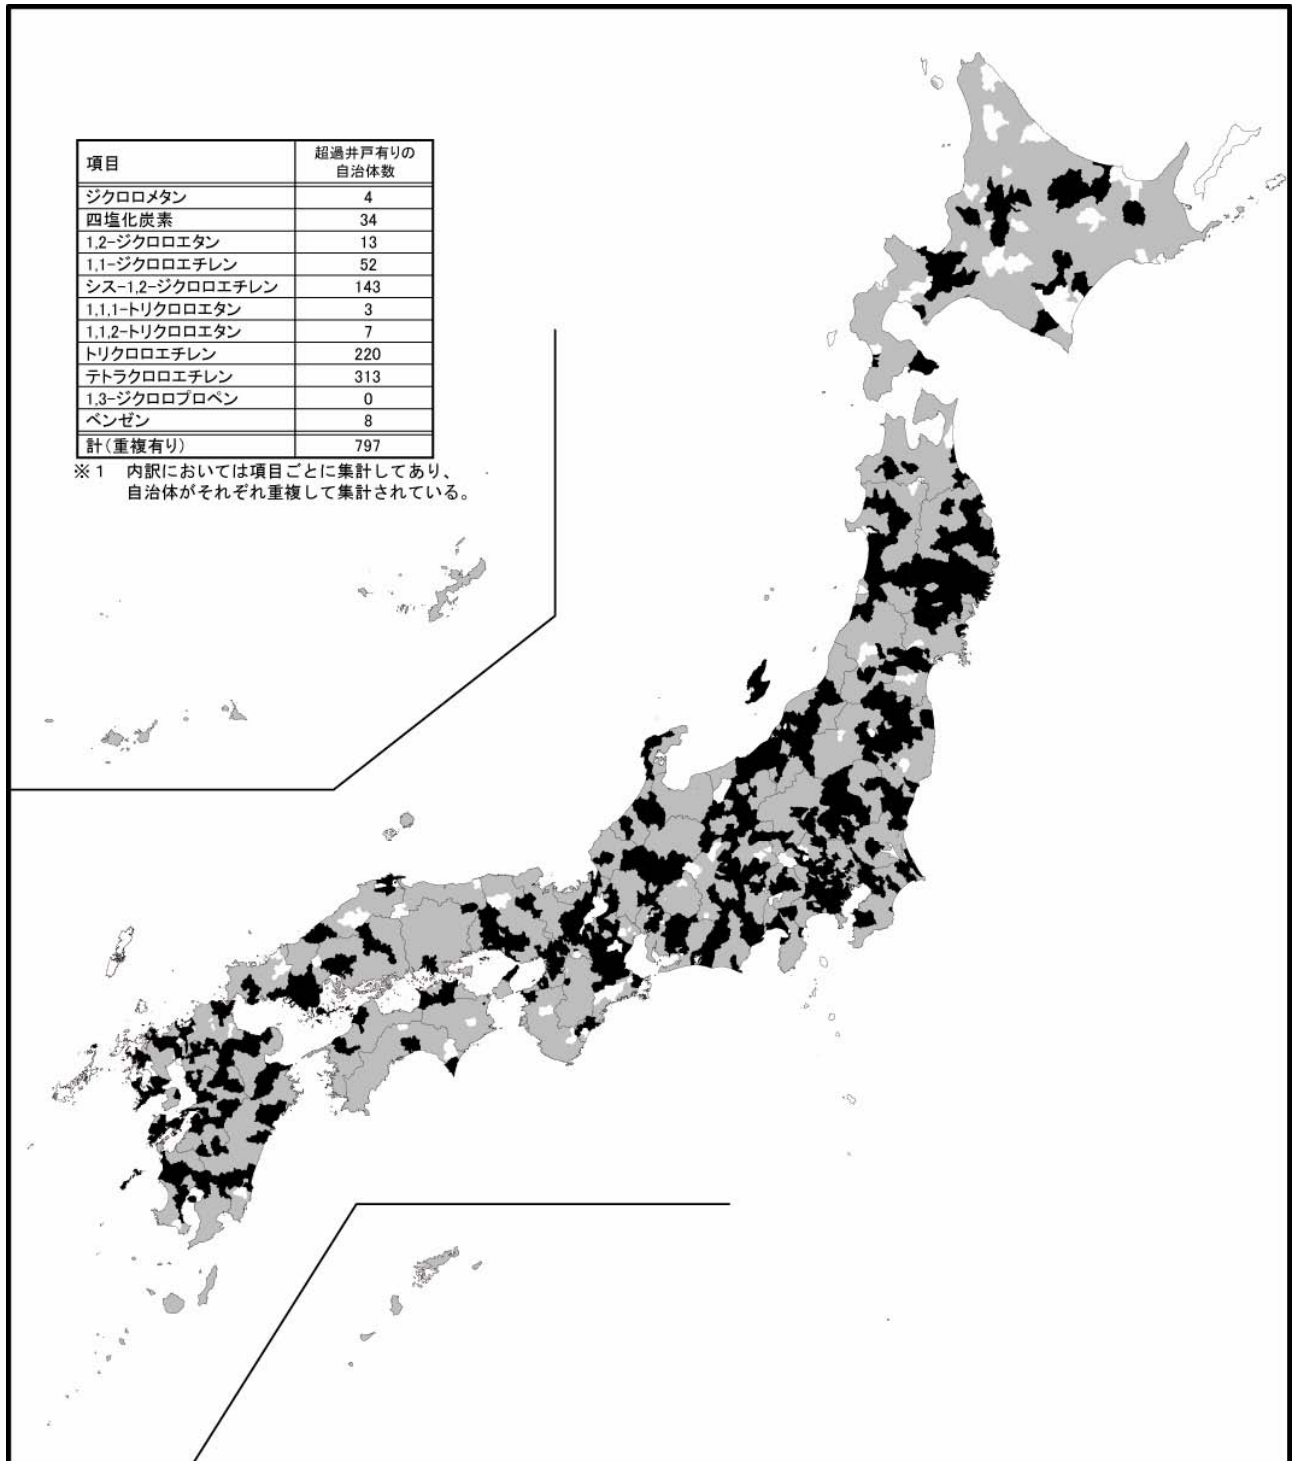 項目 超過井戸有りの
自治体数
ジクロロメタン 4
四塩化炭素 34
1,2-ジクロロエタン 13
1,1-ジクロロエチレン 52
シス-1,2-ジクロロエチレン 143
1,1,1-トリクロロエタン 3
1,1,2-トリクロロエタン 7
トリクロロエチレン 220
テトラクロロエチレン 313
1,3-ジクロロプロペン 0
ベンゼン 8
計(重複有り) 797
※1 内訳においては項目ごとに集計してあり、
自治体がそれぞれ重複して集計されている。